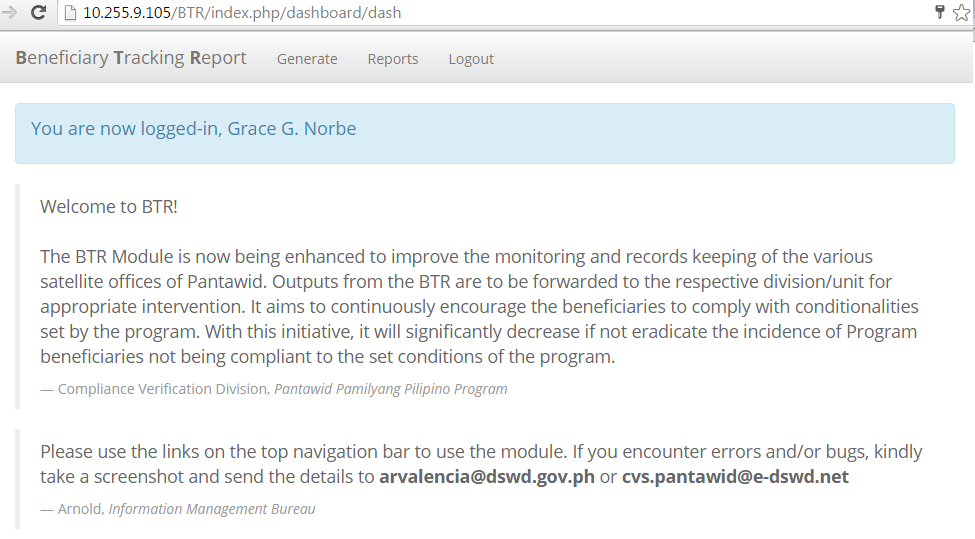 10.255.9.105/BTR/index.php/dashboard/dash
Beneficiary Tracking Report Generate Reports Logout
You are now logged-in, Grace G. Norbe
Welcome to BTR!
The BTR Module is now being enhanced to improve the monitoring and records keeping of the various
satellite offices of Pantawid. Outputs from the BTR are to be forwarded to the respective division/unit for
appropriate intervention. It aims to continuously encourage the beneficiaries to comply with conditionalities
set by the program. With this initiative, it will significantly decrease if not eradicate the incidence of Program
beneficiaries not being compliant to the set conditions of the program.
— Compliance Verification Division, Pantawid Pamilyang Pilipino Program
Please use the links on the top navigation bar to use the module. If you encounter errors and/or bugs, kindly
take a screenshot and send the details to arvalencia@dswd.gov.ph or cvs.pantawid@e-dswd.net
— Arnold, Information Management Bureau